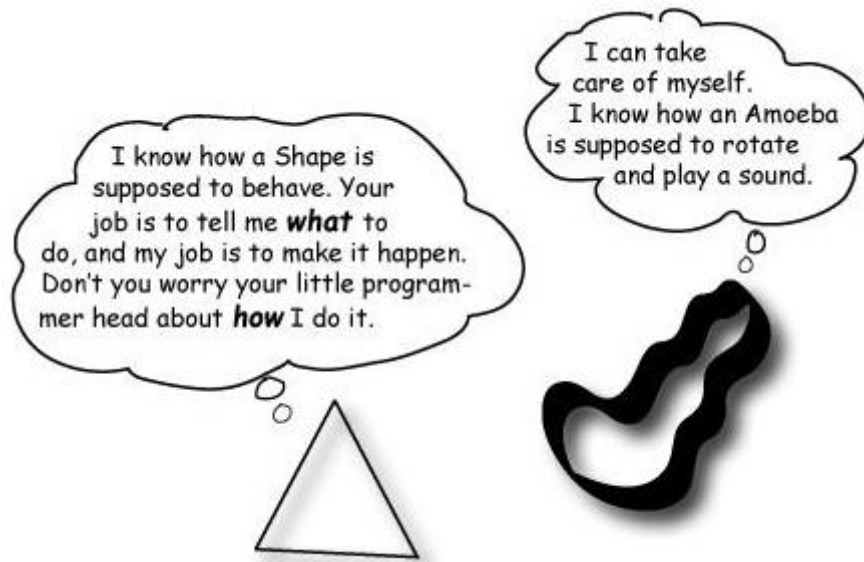 I know how a Shape is
supposed to behave. Your
job is to tell me what to
do, and my job is to make it happen.
Don't you worry your little program-
mer head about how I do it.
I can take
care of myself.
I know how an Amoeba
is supposed to rotate
and play a sound.